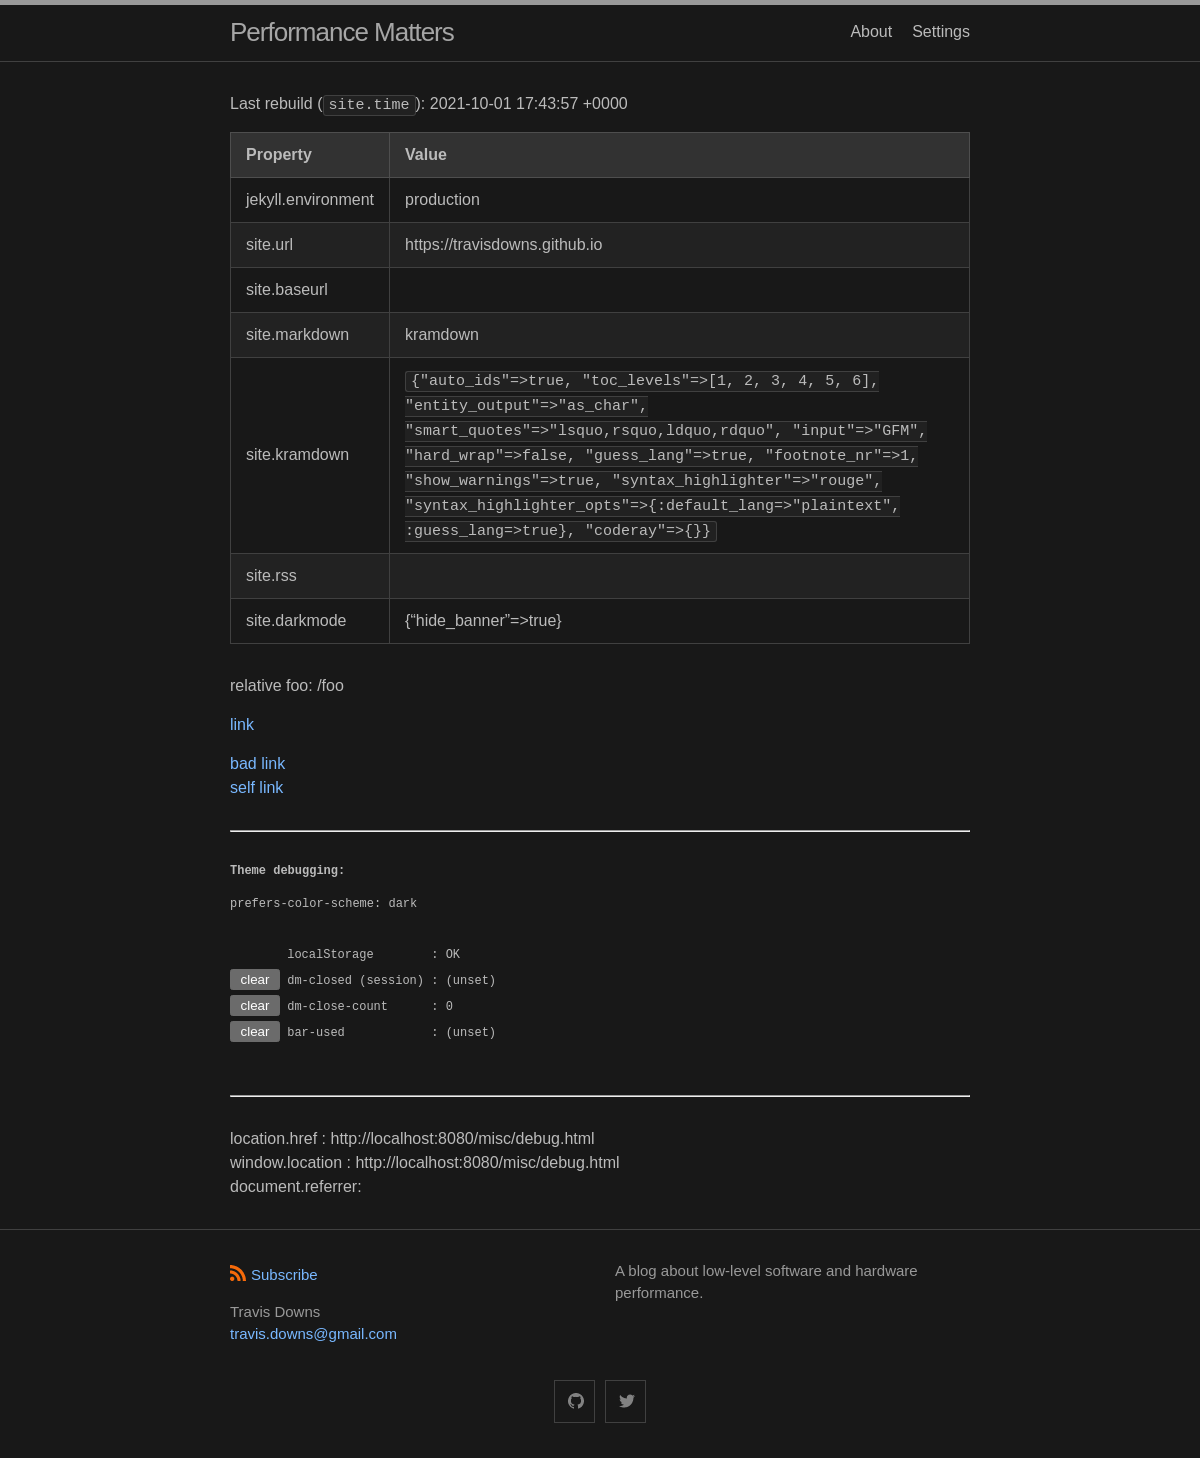 Performance Matters
About Settings
Last rebuild (site.time): 2021-10-01 17:43:57 +0000
Property Value
jekyll.environment production
site.url https://travisdowns.github.io
site.baseurl
site.markdown kramdown
site.kramdown
{"auto_ids"=>true, "toc_levels"=>[1, 2, 3, 4, 5, 6],
"entity_output"=>"as_char",
"smart_quotes"=>"lsquo,rsquo,ldquo,rdquo", "input"=>"GFM",
"hard_wrap"=>false, "guess_lang"=>true, "footnote_nr"=>1,
"show_warnings"=>true, "syntax_highlighter"=>"rouge",
"syntax_highlighter_opts"=>{:default_lang=>"plaintext",
:guess_lang=>true}, "coderay"=>{}}
site.rss
site.darkmode {“hide_banner”=>true}
relative foo: /foo
link
bad link
self link
Theme debugging:
prefers-color-scheme: dark
localStorage : OK
clear dm-closed (session) : (unset)
clear dm-close-count : 0
clear bar-used : (unset)
location.href : http://localhost:8080/misc/debug.html
window.location : http://localhost:8080/misc/debug.html
document.referrer:
Subscribe
Travis Downs
travis.downs@gmail.com
A blog about low-level software and hardware
performance.